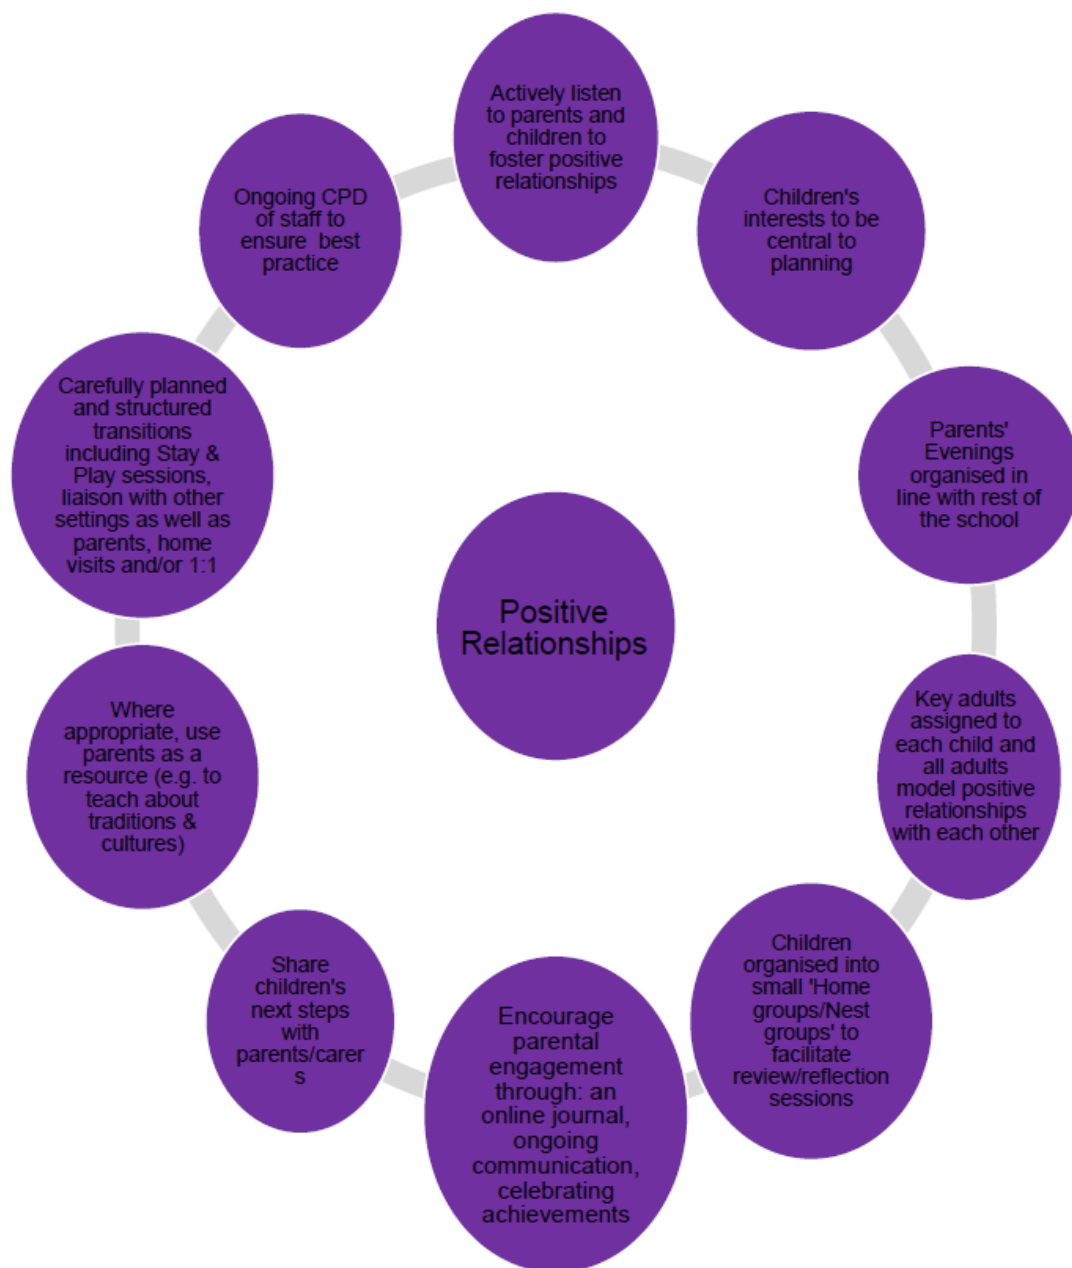 Actively listen
to parents and
children to
foster positive
relationships
Children's
interests to be
central to
planning
Parents'
Evenings
organised in
line with rest of
the school
Key adults
assigned to
each child and
all adults
model positive
relationships
with each other
Children
organised into
small 'Home
groups/Nest
groups' to
facilitate
review/reflection
sessions
Encourage
parental
engagement
through: an
online journal,
ongoing
communication,
celebrating
achievements
Share
children's
next steps
with
parents/carer
s
Where
appropriate, use
parents as a
resource (e.g. to
teach about
traditions &
cultures)
Carefully planned
and structured
transitions
including Stay &
Play sessions,
liaison with other
settings as well as
parents, home
visits and/or 1:1
Ongoing CPD
of staff to
ensure  best
practice
Positive
Relationships